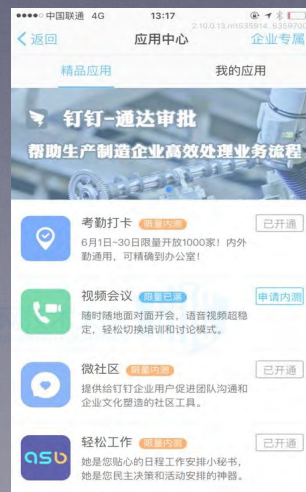 中国联通 4G 13:17
2.10.0.13.m1535914.
返回 应用中心 企业专属
精品应用 我的应用
钉钉-通达审批
帮助生产制造企业高效处理业务流程
考勤打卡 限量内测 已开通
6月1日~30日限量开放1000家！内外
勤通用，可精确到办公室！
视频会议 限量已满 申请内测
随时随地面对面开会，语音视频超稳
定，轻松切换培训和讨论模式。
微社区 限量内测 已开通
提供给钉钉企业用户促进团队沟通和
企业文化塑造的社区工具。
asb
轻松工作 限量内测 已开通
她是您贴心的日程工作安排小秘书，
她是您民主决策和活动安排的神器。